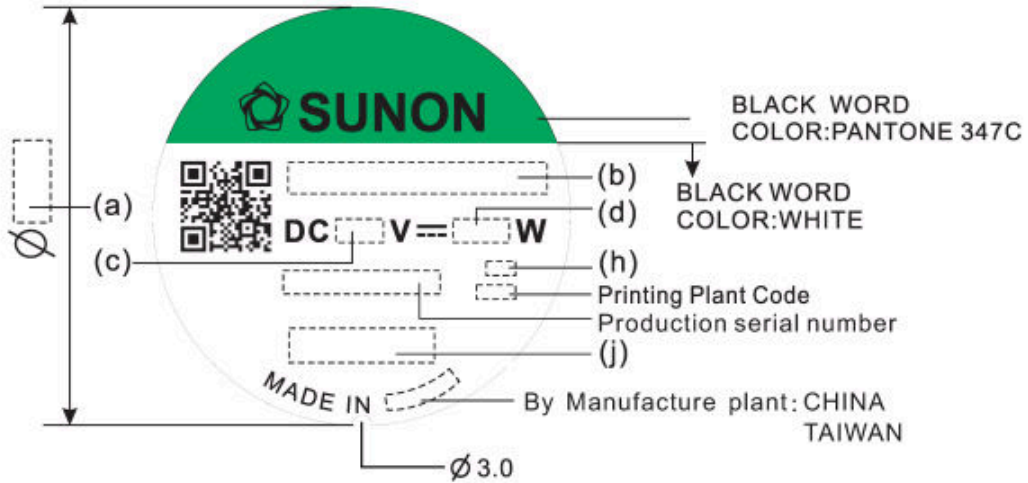 SUNON
BLACK WORD
COLOR:PANTONE 347C
BLACK WORD
COLOR:WHITE
(a)
(b)
(c)
DC V W
(d)
(h)
Printing Plant Code
Production serial number
(j)
MADE IN
By Manufacture plant: CHINA
TAIWAN
Ø
Ø3.0